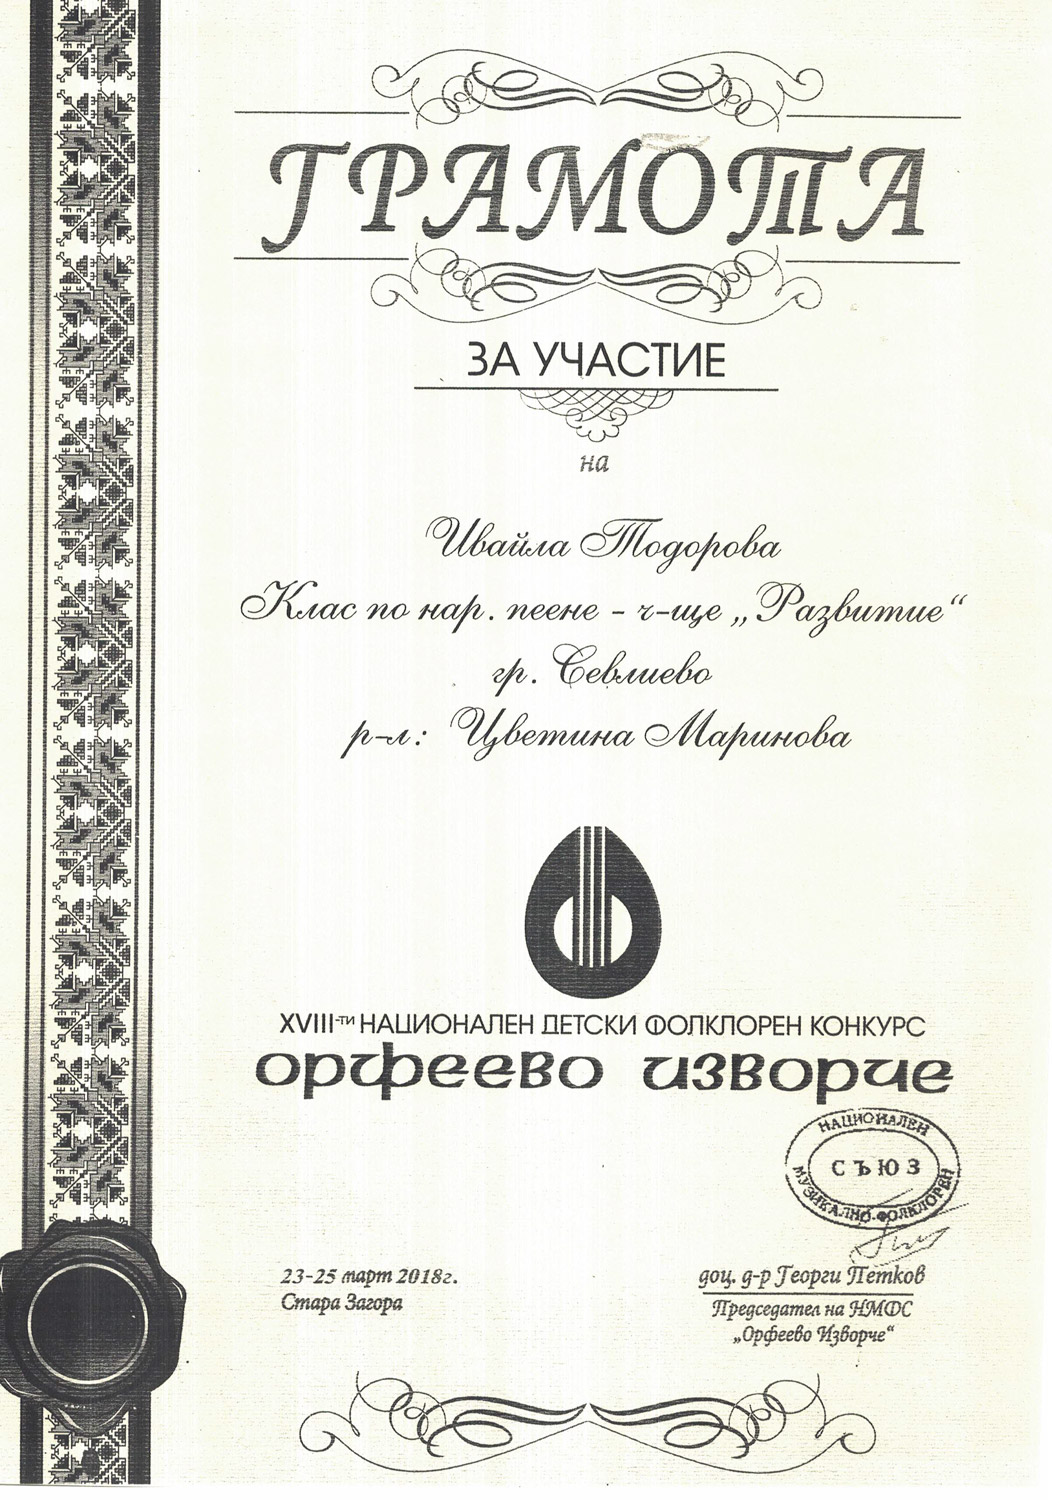 ГРАМОТА
ЗА УЧАСТИЕ
на
Ивайла Тодорова
Клас по нар. пеене - ч-ще „Развитие“
гр. Севлиево
р-л: Цветина Маринова
XVIII-ти НАЦИОНАЛЕН ДЕТСКИ ФОЛКЛОРЕН КОНКУРС
ОРФЕЕВО ИЗВОРЧЕ
НАЦИОНАЛЕН
СЪЮЗ
МУЗИКАЛНО-ФОЛКЛОРЕН
23-25 март 2018г.
Стара Загора
доц. д-р Георги Петков
Председател на НМФС
„Орфеево Изворче“